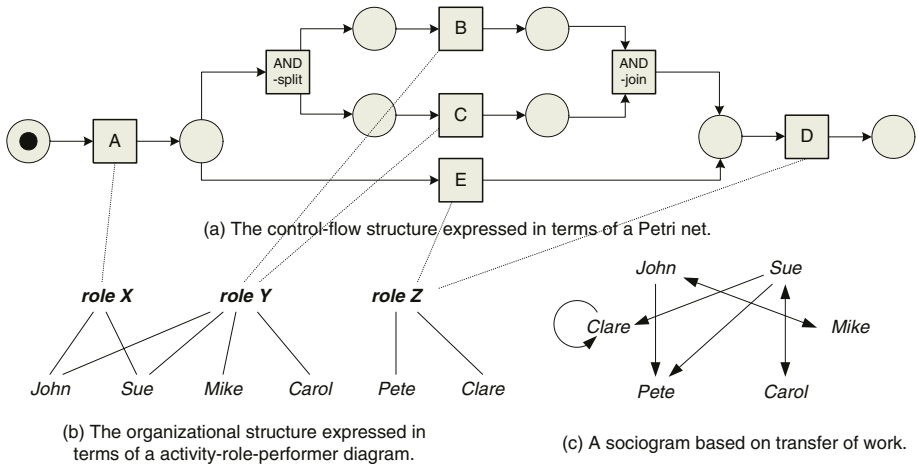 B
AND
-split
AND
-join
C
A
D
E
(a) The control-flow structure expressed in terms of a Petri net.
role X
role Y
role Z
John
Sue
Mike
Carol
Pete
Clare
(b) The organizational structure expressed in
terms of a activity-role-performer diagram.
John
Sue
Clare
Mike
Pete
Carol
(c) A sociogram based on transfer of work.